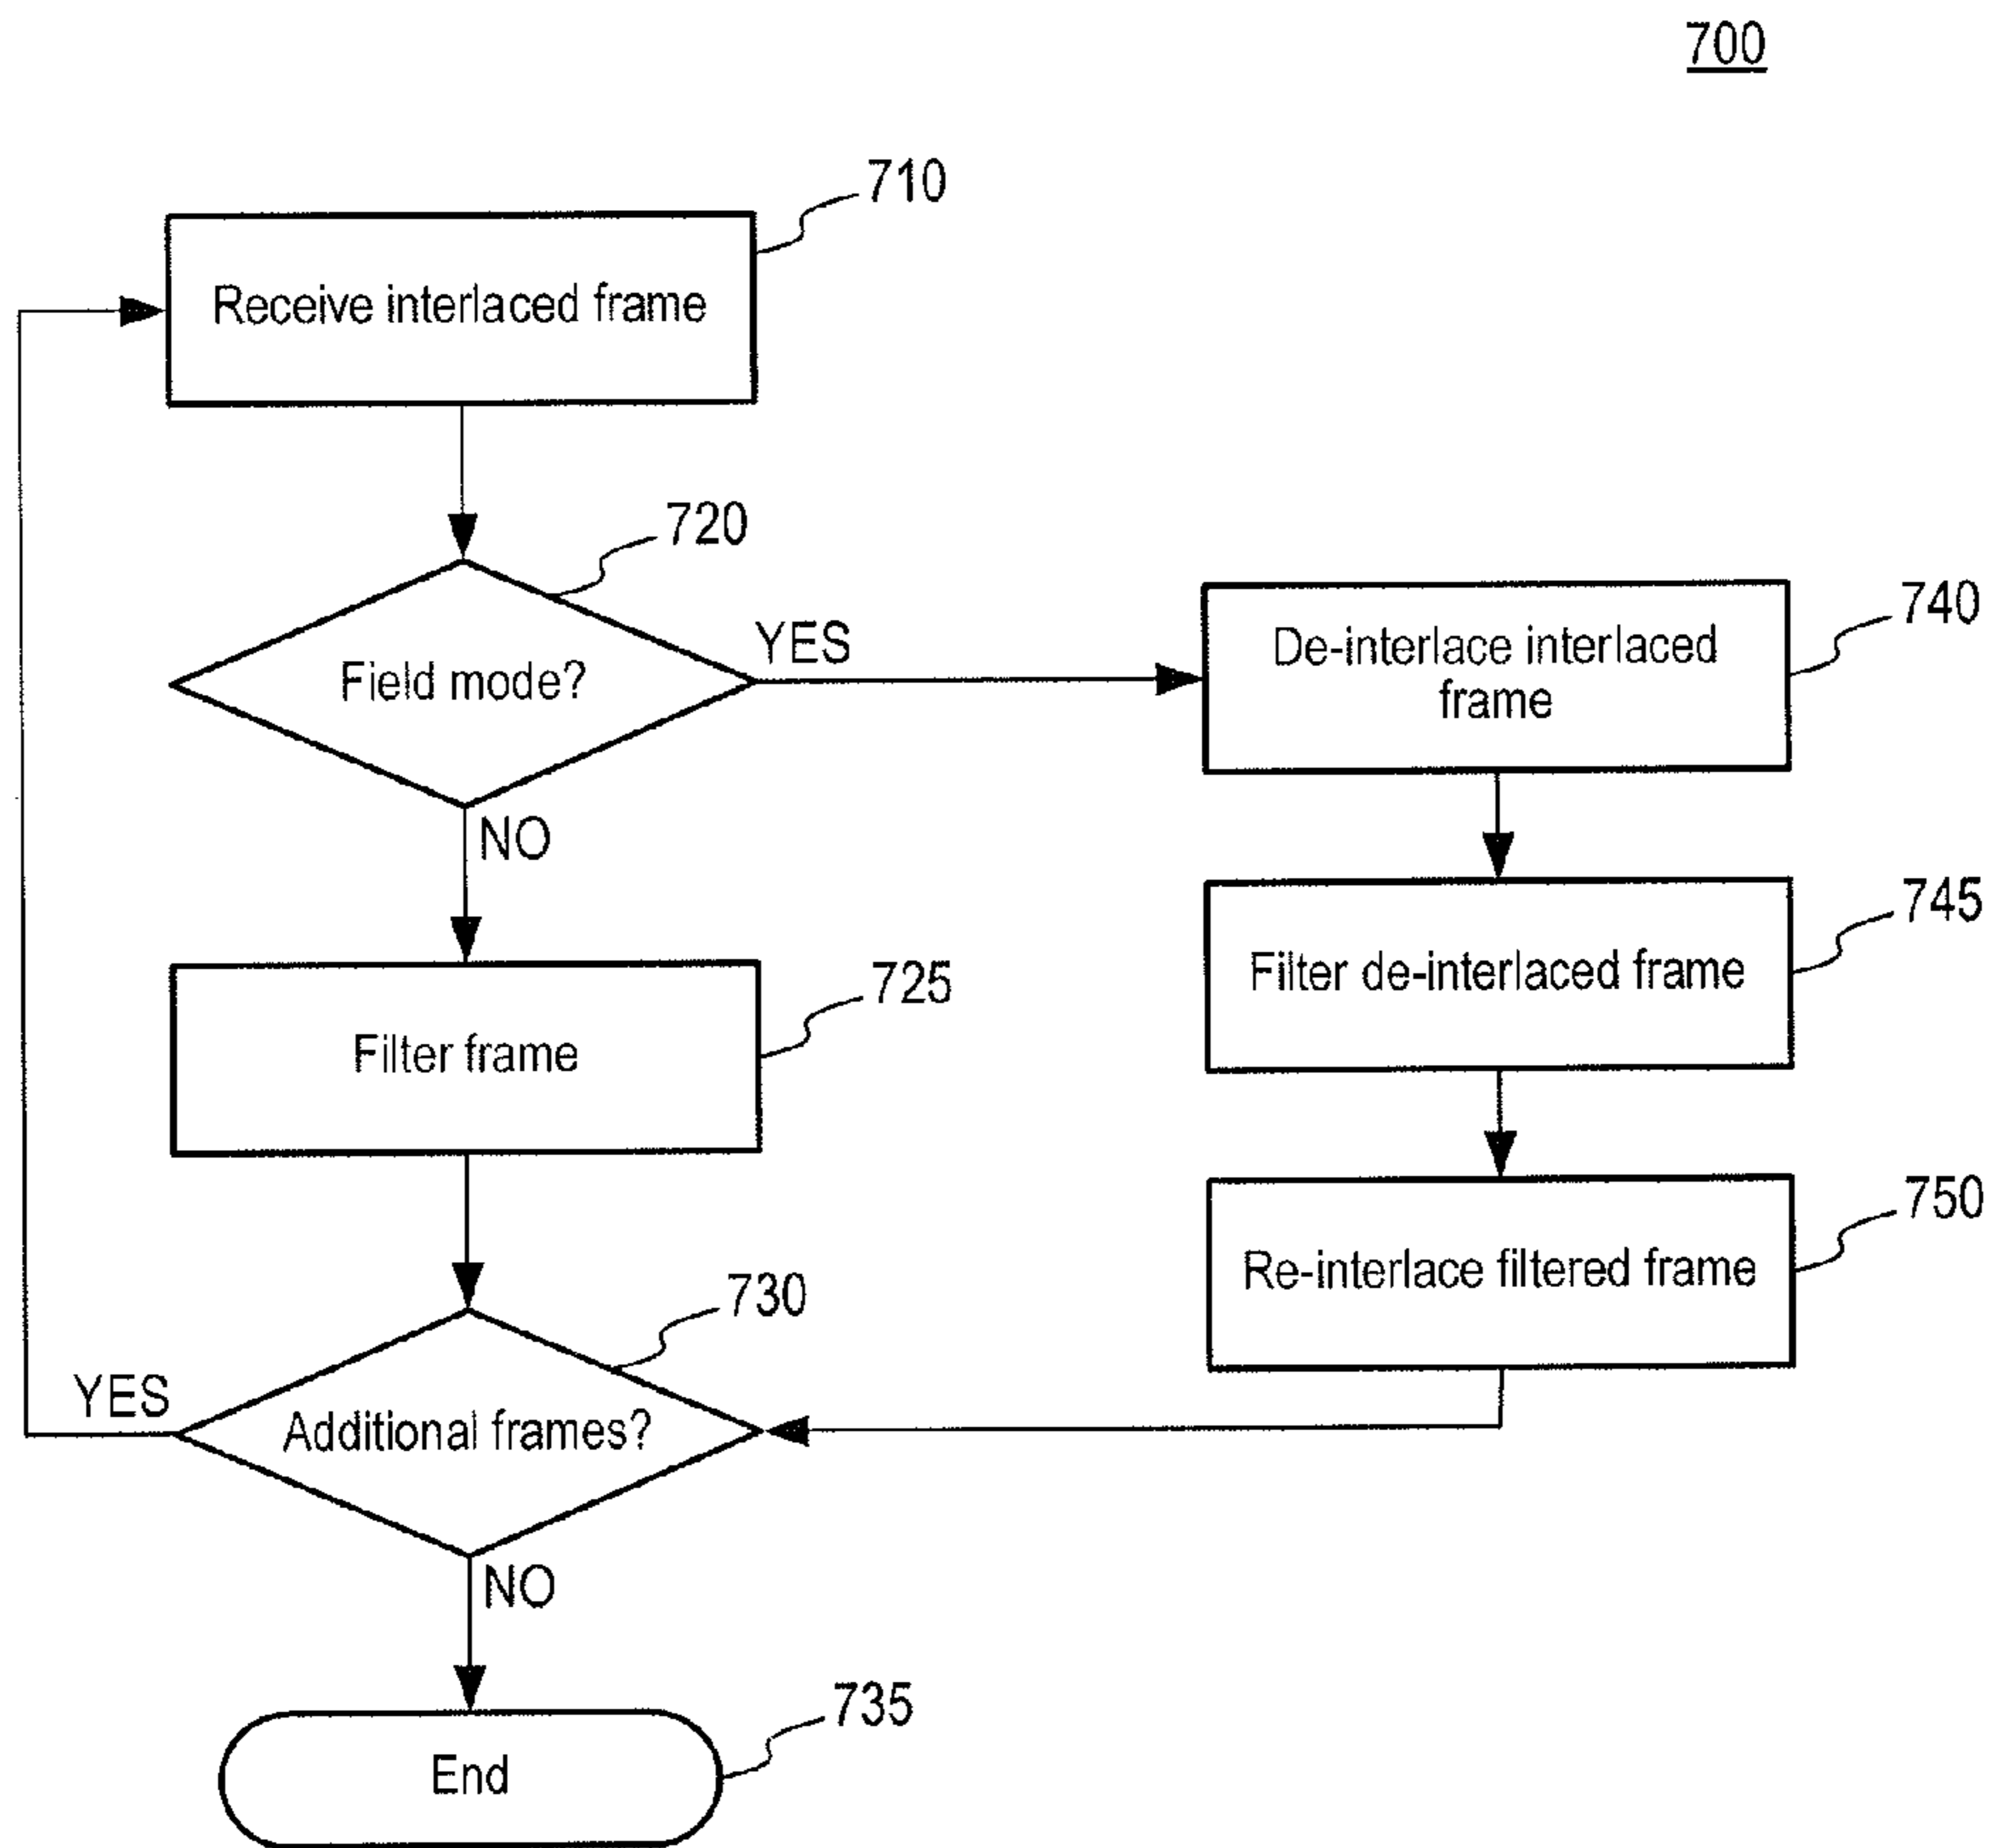 700
710
Receive interlaced frame
720
Field mode?
YES
NO
740
De-interlace interlaced
frame
745
Filter de-interlaced frame
725
Filter frame
750
Re-interlace filtered frame
730
Additional frames?
YES
NO
735
End